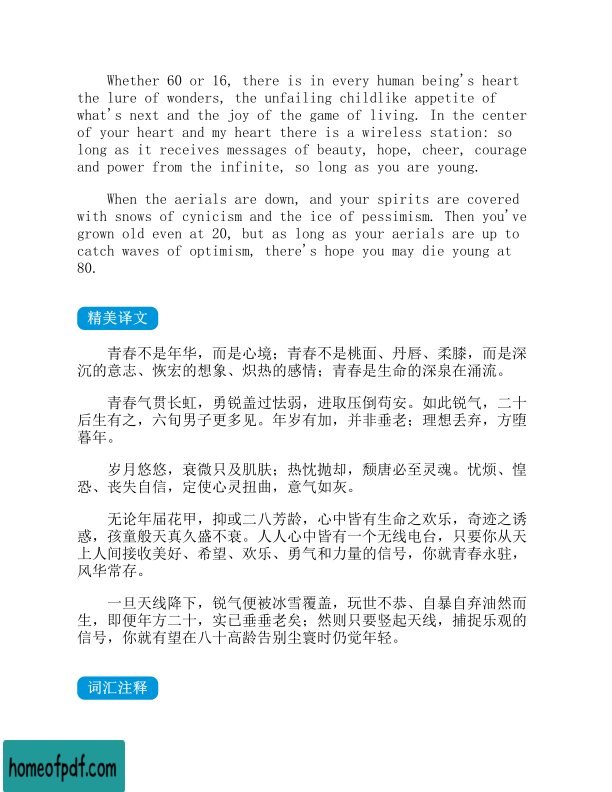 Whether 60 or 16, there is in every human being's heart
the lure of wonders, the unfailing childlike appetite of
what's next and the joy of the game of living. In the center
of your heart and my heart there is a wireless station: so
long as it receives messages of beauty, hope, cheer, courage
and power from the infinite, so long as you are young.
When the aerials are down, and your spirits are covered
with snows of cynicism and the ice of pessimism. Then you've
grown old even at 20, but as long as your aerials are up to
catch waves of optimism, there's hope you may die young at
80.
精美译文
青春不是年华，而是心境；青春不是桃面、丹唇、柔膝，而是深
沉的意志、恢宏的想象、炽热的感情；青春是生命的深泉在涌流。
青春气贯长虹，勇锐盖过怯弱，进取压倒苟安。如此锐气，二十
后生有之，六旬男子更多见。年岁有加，并非垂老；理想丢弃，方堕
暮年。
岁月悠悠，衰微只及肌肤；热忱抛却，颓唐必至灵魂。忧烦、惶
恐、丧失自信，定使心灵扭曲，意气如灰。
无论年届花甲，抑或二八芳龄，心中皆有生命之欢乐，奇迹之诱
惑，孩童般天真久盛不衰。人人心中皆有一个无线电台，只要你从天
上人间接收美好、希望、欢乐、勇气和力量的信号，你就青春永驻，
风华常存。
一旦天线降下，锐气便被冰雪覆盖，玩世不恭、自暴自弃油然而
生，即便年方二十，实已垂垂老矣；然则只要竖起天线，捕捉乐观的
信号，你就有望在八十高龄告别尘寰时仍觉年轻。
词汇注释
homeofpdf.com